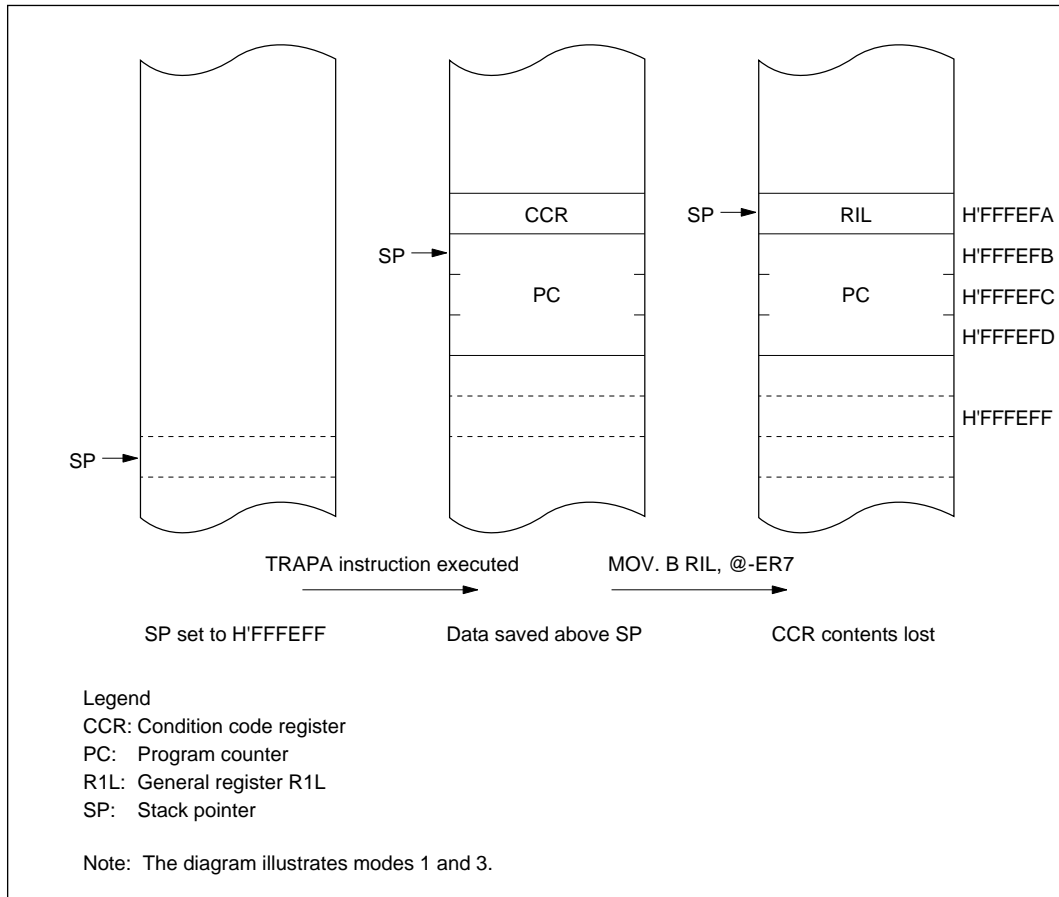 CCR
SP
RIL
H'FFFEFA
SP
H'FFFEFB
PC
PC
H'FFFEFC
H'FFFEFD
H'FFFEFF
SP
TRAPA instruction executed
MOV. B RIL, @-ER7
SP set to H'FFFEFF
Data saved above SP
CCR contents lost
Legend
CCR: Condition code register
PC: Program counter
R1L: General register R1L
SP: Stack pointer
Note: The diagram illustrates modes 1 and 3.